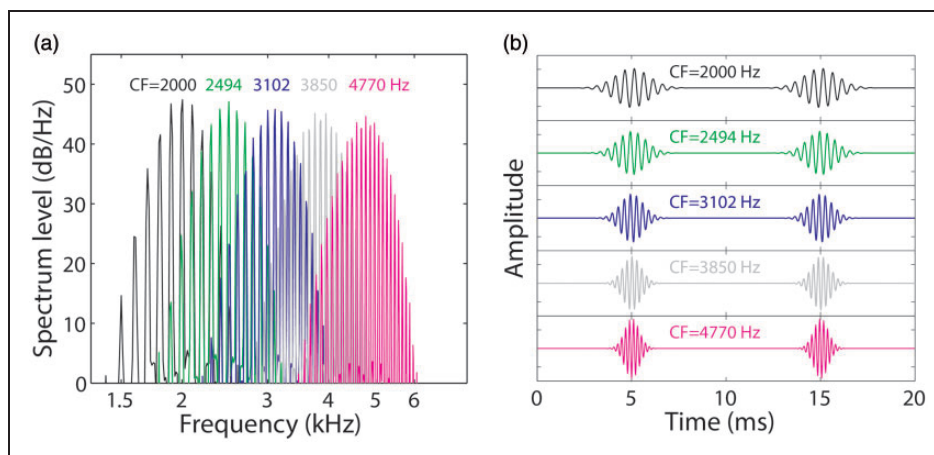 (a)
CF=2000 2494 3102 3850 4770 Hz
50
40
30
20
10
0
Spectrum level (dB/Hz)
1.5 2 3 4 5 6
Frequency (kHz)
(b)
CF=2000 Hz
CF=2494 Hz
CF=3102 Hz
CF=3850 Hz
CF=4770 Hz
Amplitude
0 5 10 15 20
Time (ms)